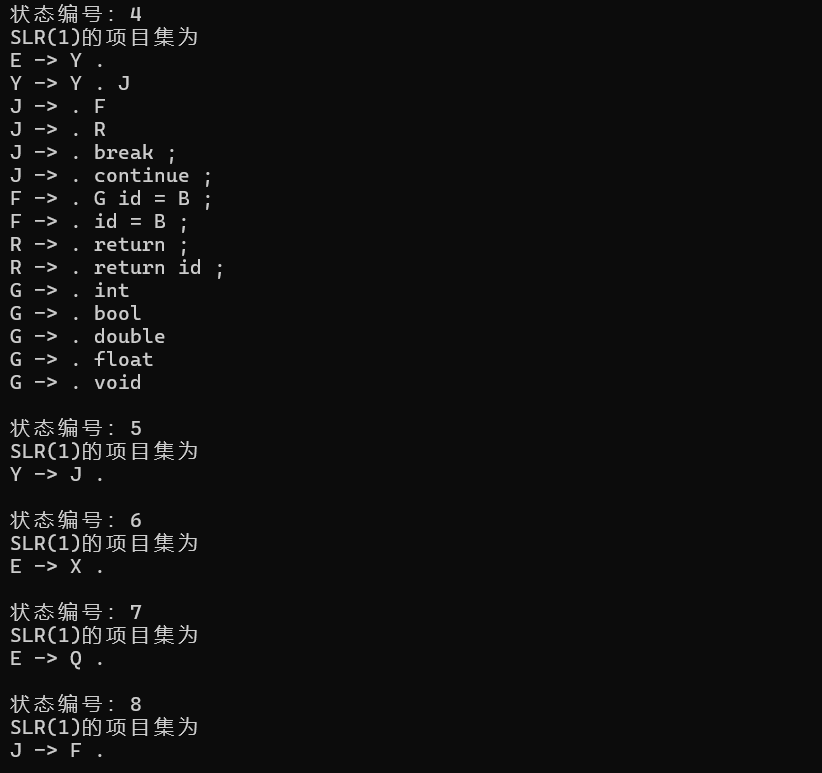 状态编号: 4
SLR(1)的项目集为
E -> Y .
Y -> Y . J
J -> . F
J -> . R
J -> . break ;
J -> . continue ;
F -> . G id = B ;
F -> . id = B ;
R -> . return ;
R -> . return id ;
G -> . int
G -> . bool
G -> . double
G -> . float
G -> . void
状态编号: 5
SLR(1)的项目集为
Y -> J .
状态编号: 6
SLR(1)的项目集为
E -> X .
状态编号: 7
SLR(1)的项目集为
E -> Q .
状态编号: 8
SLR(1)的项目集为
J -> F .